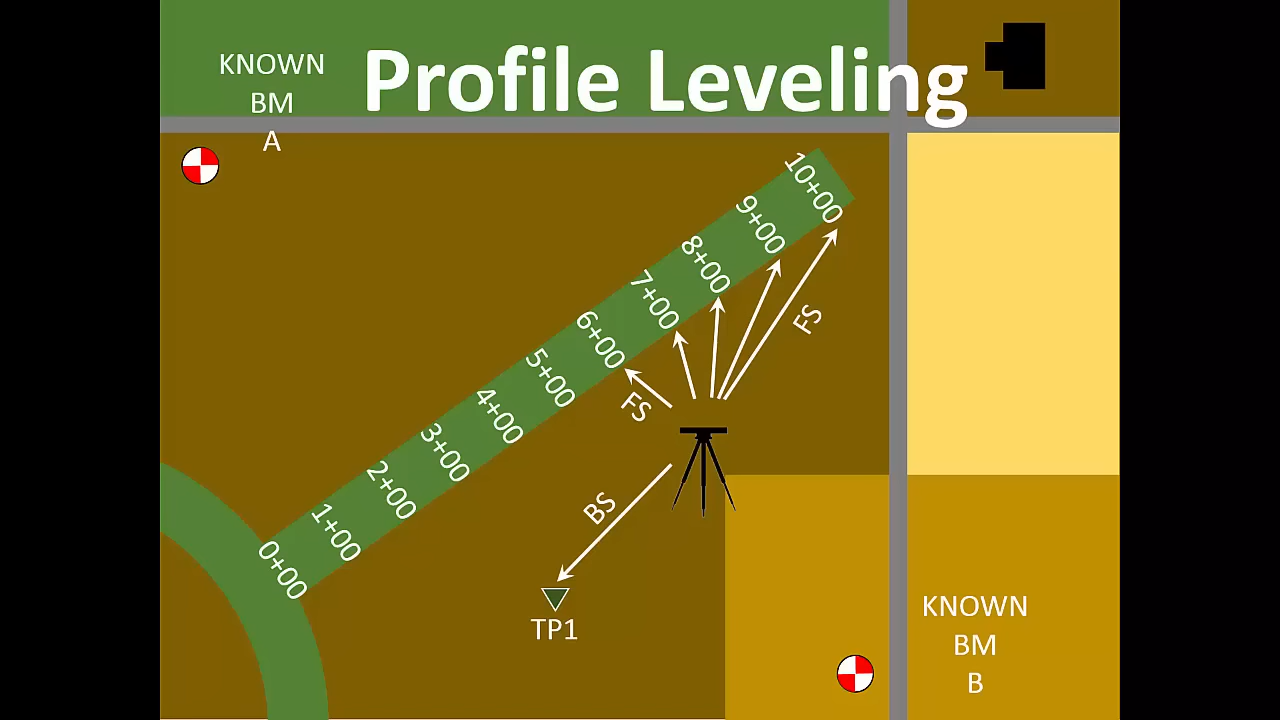 Profile Leveling
KNOWN
BM
A
10+00
9+00
8+00
7+00
6+00
5+00
4+00
3+00
2+00
1+00
0+00
FS
FS
BS
TP1
KNOWN
BM
B